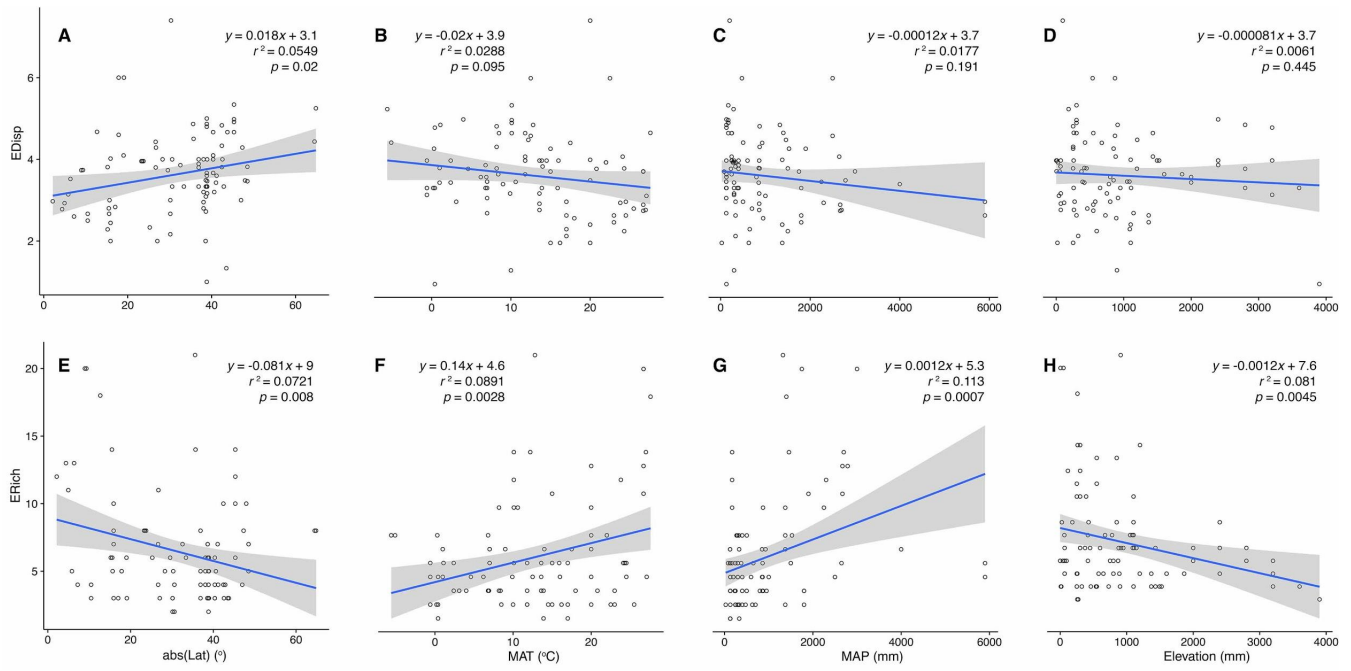 A
y = 0.018x + 3.1
r² = 0.0549
p = 0.02
B
y = -0.02x + 3.9
r² = 0.0288
p = 0.095
C
y = -0.00012x + 3.7
r² = 0.0177
p = 0.191
D
y = -0.000081x + 3.7
r² = 0.0061
p = 0.445
EDisp
6
4
2
0 20 40 60
0 10 20
0 2000 4000 6000
0 1000 2000 3000 4000
E
y = -0.081x + 9
r² = 0.0721
p = 0.008
F
y = 0.14x + 4.6
r² = 0.0891
p = 0.0028
G
y = 0.0012x + 5.3
r² = 0.113
p = 0.0007
H
y = -0.0012x + 7.6
r² = 0.081
p = 0.0045
ERich
20
15
10
5
0 20 40 60
0 10 20
0 2000 4000 6000
0 1000 2000 3000 4000
abs(Lat) (º)
MAT (ºC)
MAP (mm)
Elevation (mm)